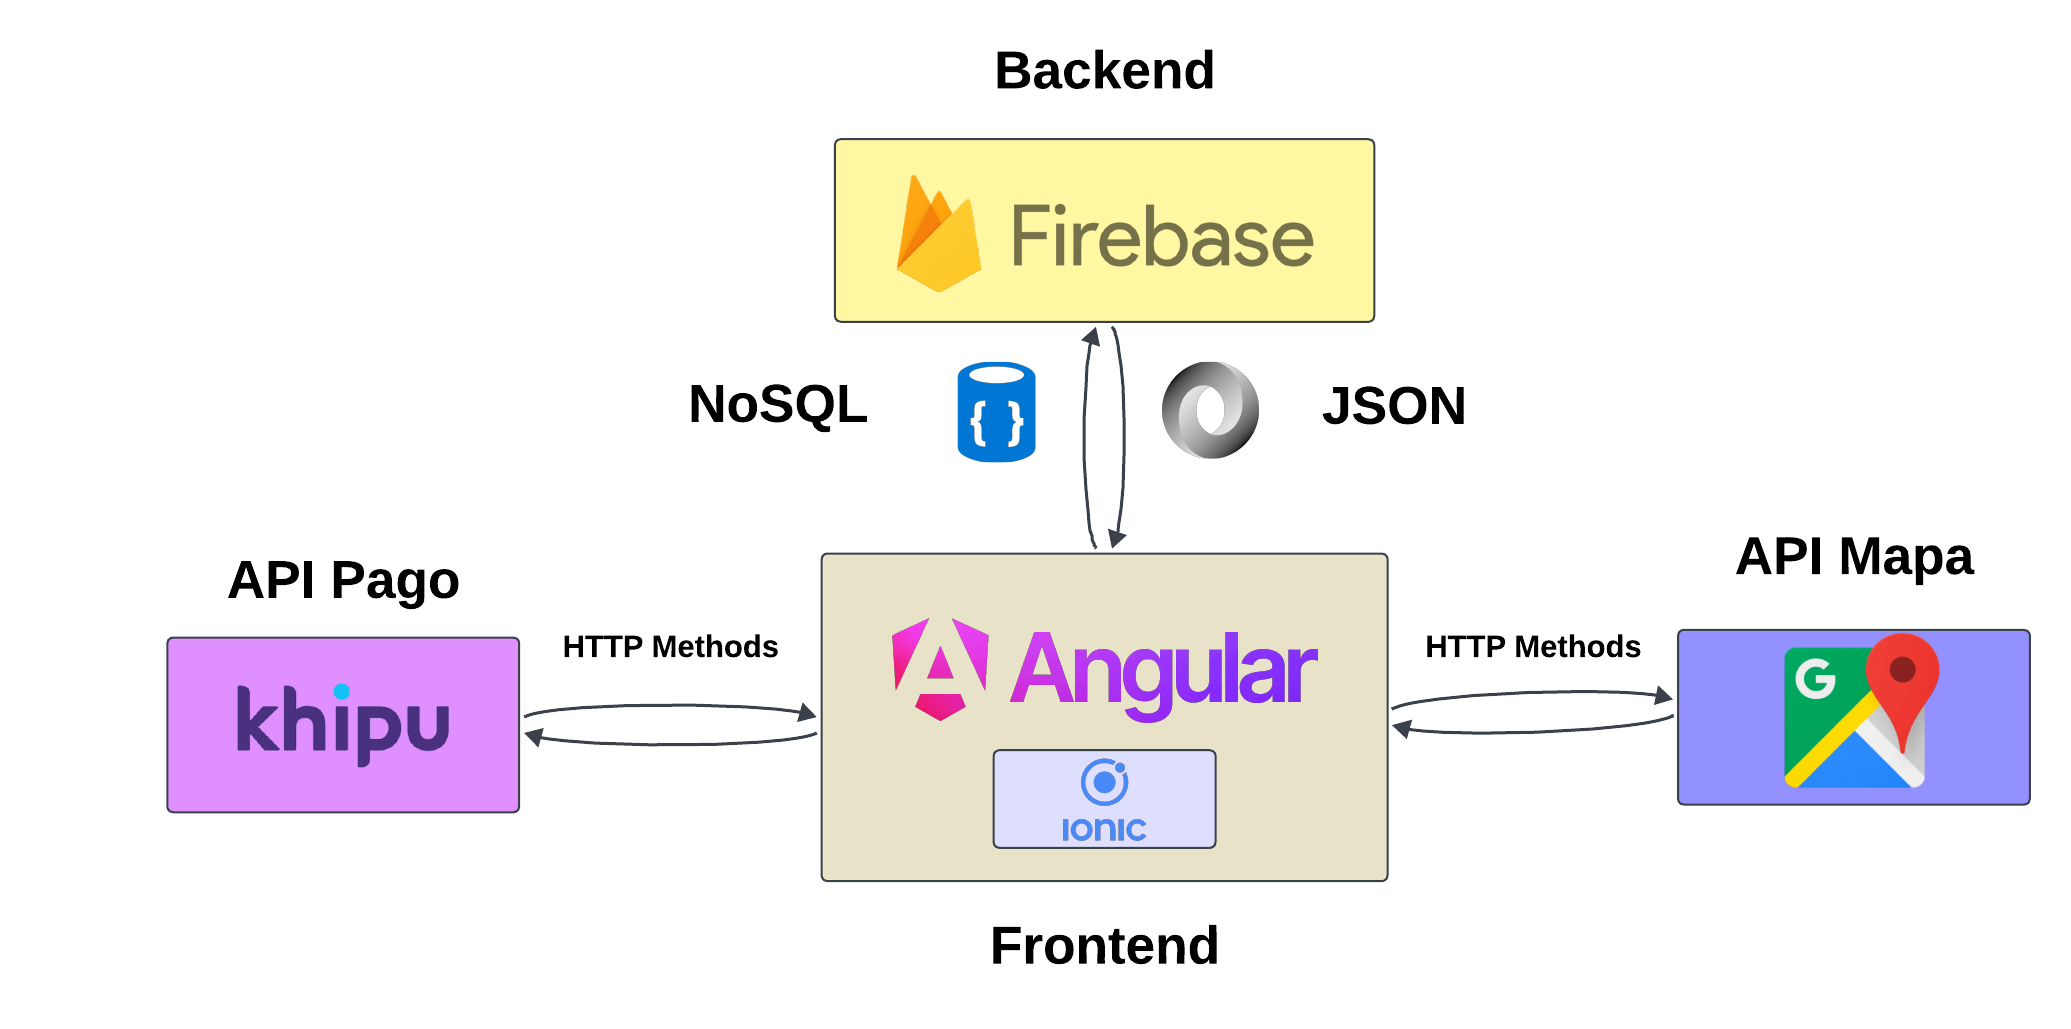 Backend
Firebase
NoSQL
{ }
JSON
API Pago
API Mapa
HTTP Methods
HTTP Methods
khipu
Angular
G
IONIC
Frontend